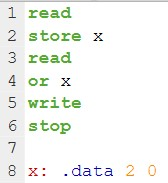 1 read
2 store x
3 read
4 or x
5 write
6 stop
7
8 x: .data 2 0